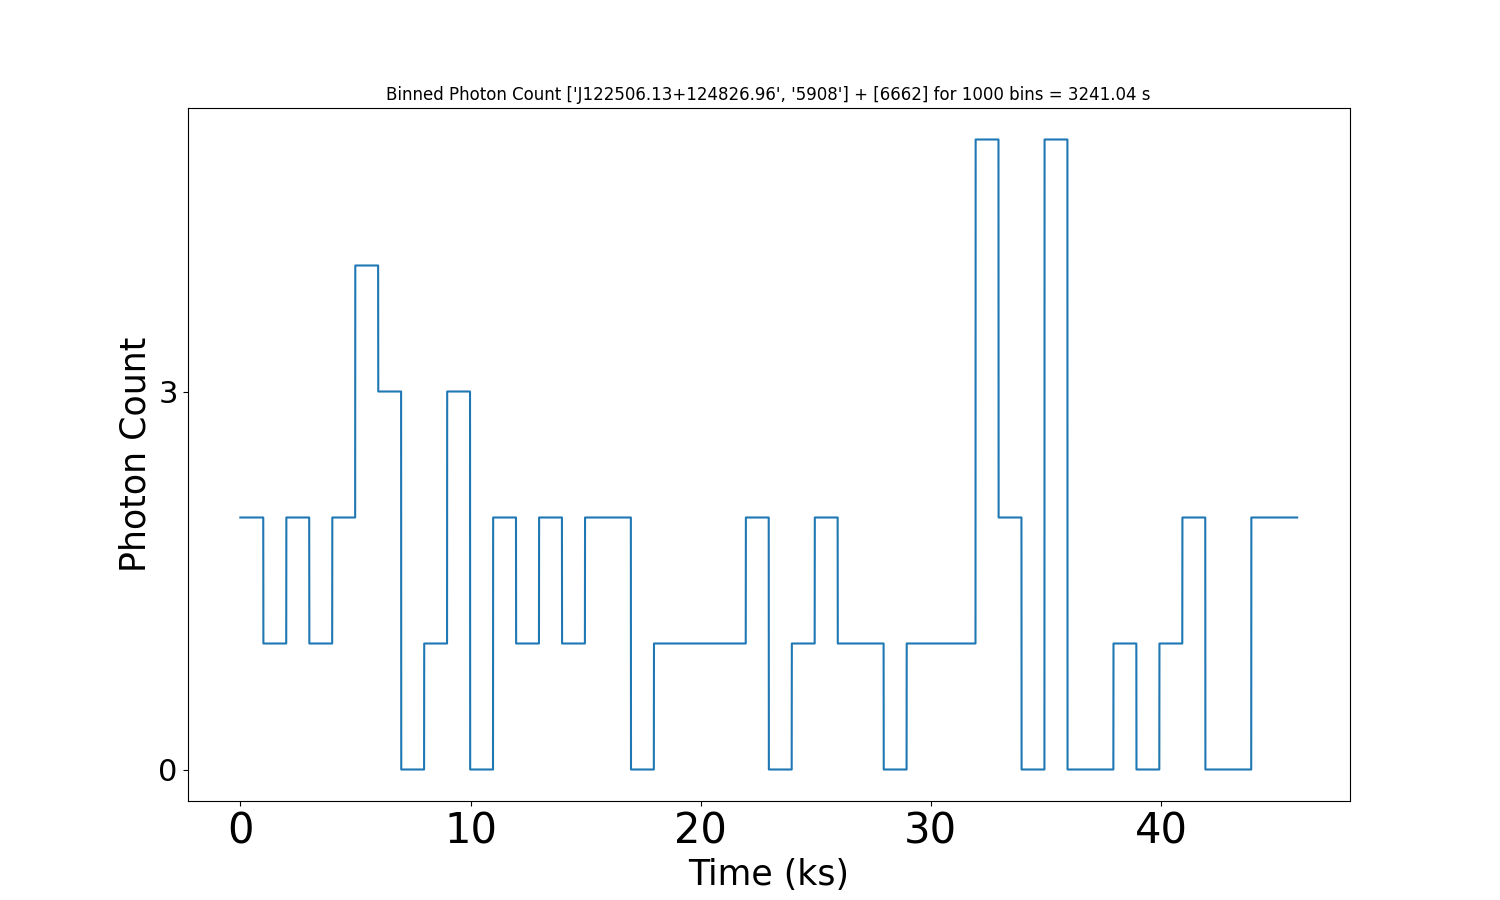 Binned Photon Count ['J122506.13+124826.96', '5908'] + [6662] for 1000 bins = 3241.04 s
Photon Count
3
0
0 10 20 30 40
Time (ks)